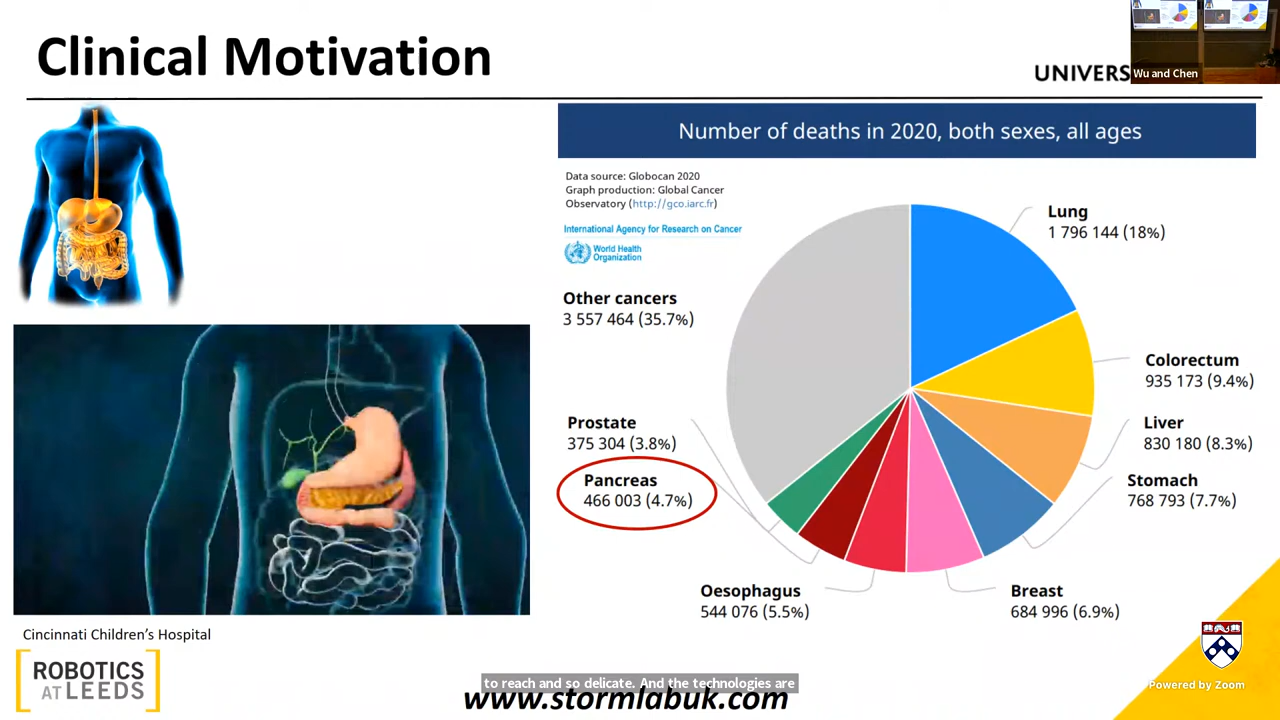 Clinical Motivation
UNIVERS
Wu and Chen
Number of deaths in 2020, both sexes, all ages
Data source: Globocan 2020
Graph production: Global Cancer
Observatory (http://gco.iarc.fr)
International Agency for Research on Cancer
World Health
Organization
Lung
1 796 144 (18%)
Colorectum
935 173 (9.4%)
Liver
830 180 (8.3%)
Stomach
768 793 (7.7%)
Breast
684 996 (6.9%)
Oesophagus
544 076 (5.5%)
Pancreas
466 003 (4.7%)
Prostate
375 304 (3.8%)
Other cancers
3 557 464 (35.7%)
Cincinnati Children’s Hospital
ROBOTICS
AT LEEDS
to reach and so delicate. And the technologies are
www.stormlabuk.com
Powered by Zoom